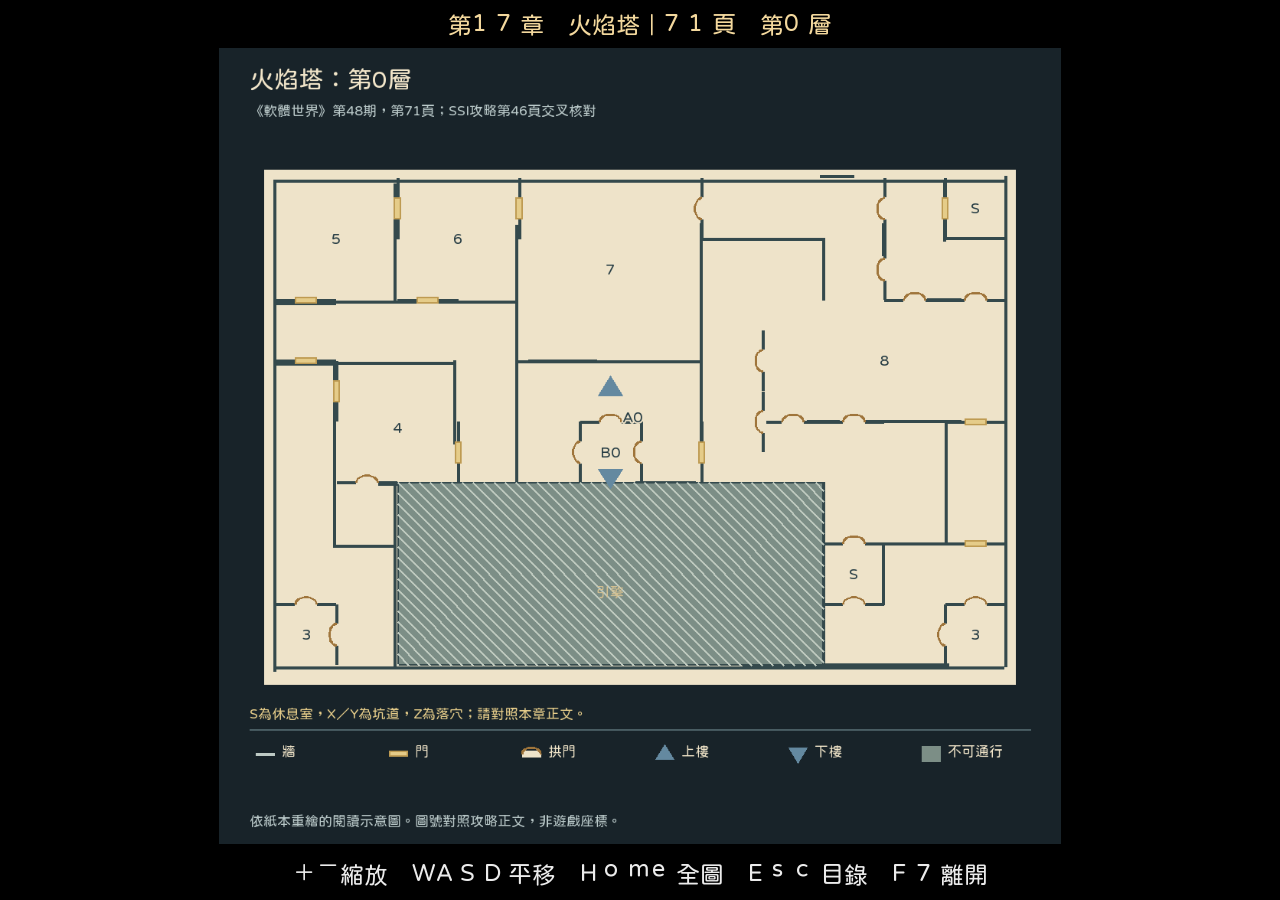 第17章 火焰塔｜71頁 第0層
火焰塔：第0層
《軟體世界》第48期，第71頁；SSI攻略第46頁交叉核對
5
6
7
S
8
4
A0
B0
引擎
S
3
3
S為休息室，X／Y為坑道，Z為落穴；請對照本章正文。
牆 門 拱門 上樓 下樓 不可通行
依紙本重繪的閱讀示意圖。圖號對照攻略正文，非遊戲座標。
＋－縮放 WASD平移 Home全圖 Esc目錄 F7離開